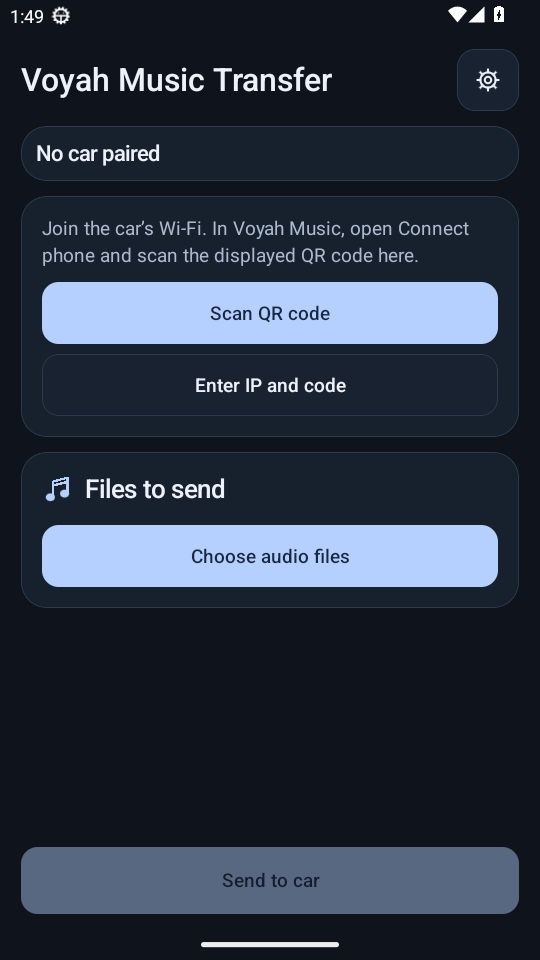 1:49
Voyah Music Transfer
No car paired
Join the car’s Wi-Fi. In Voyah Music, open Connect
phone and scan the displayed QR code here.
Scan QR code
Enter IP and code
Files to send
Choose audio files
Send to car